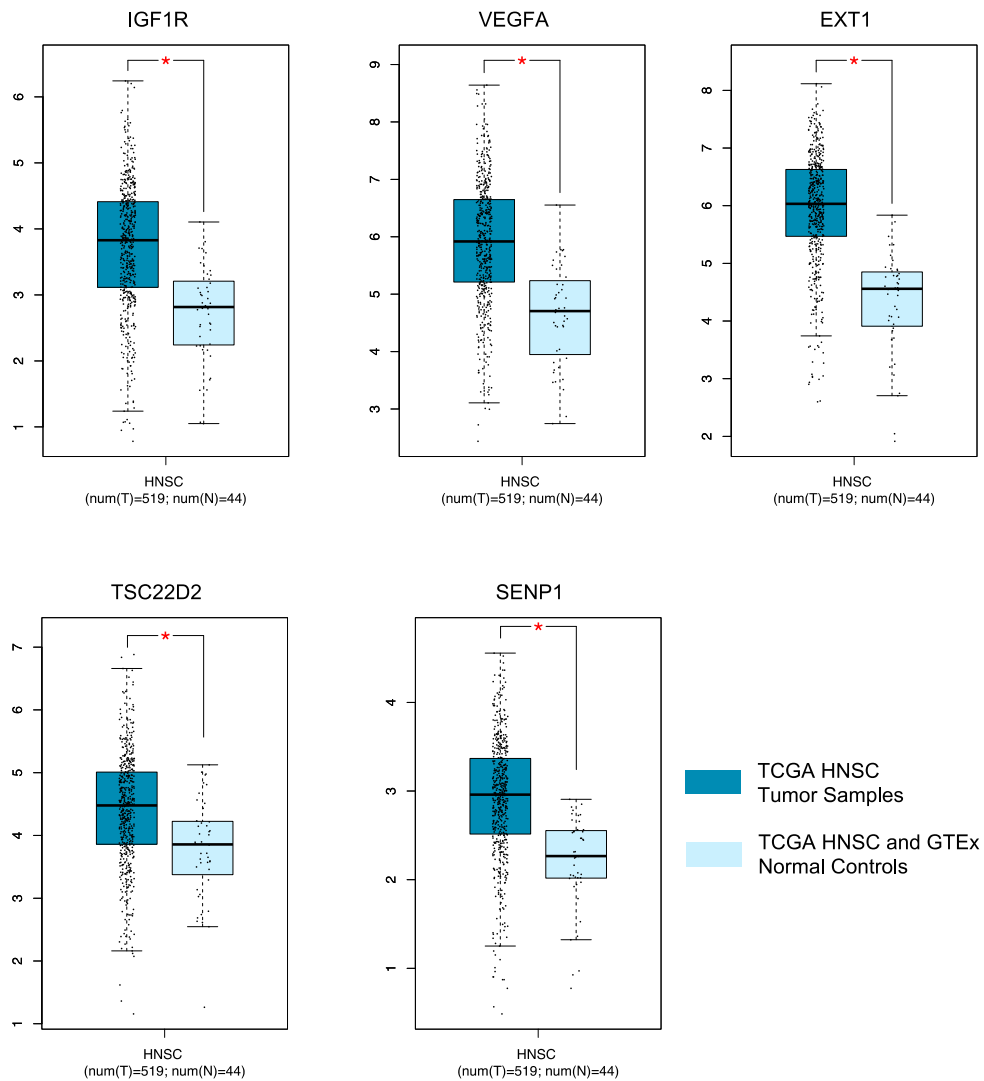 IGF1R
VEGFA
EXT1
6
5
4
3
2
1
*
HNSC
(num(T)=519; num(N)=44)
9
8
7
6
5
4
3
*
HNSC
(num(T)=519; num(N)=44)
8
7
6
5
4
3
2
*
HNSC
(num(T)=519; num(N)=44)
TSC22D2
SENP1
7
6
5
4
3
2
1
*
HNSC
(num(T)=519; num(N)=44)
4
3
2
1
*
HNSC
(num(T)=519; num(N)=44)
TCGA HNSC
Tumor Samples
TCGA HNSC and GTEx
Normal Controls